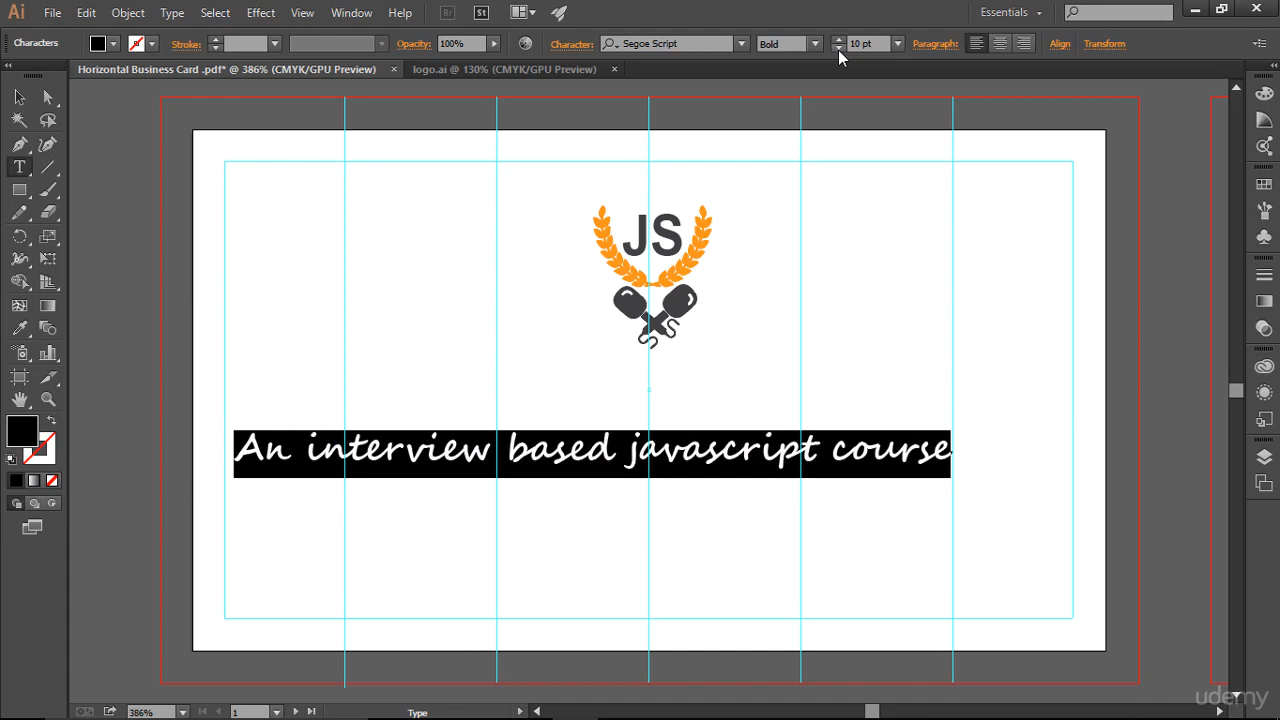 Ai File Edit Object Type Select Effect View Window Help Br St Essentials
Characters Stroke: Opacity: 100% Character: Segoe Script Bold 10 pt Paragraph: Align Transform
Horizontal Business Card .pdf* @ 386% (CMYK/GPU Preview) × logo.ai @ 130% (CMYK/GPU Preview) ×
JS
An interview based javascript course
udemy
386% 1 Type